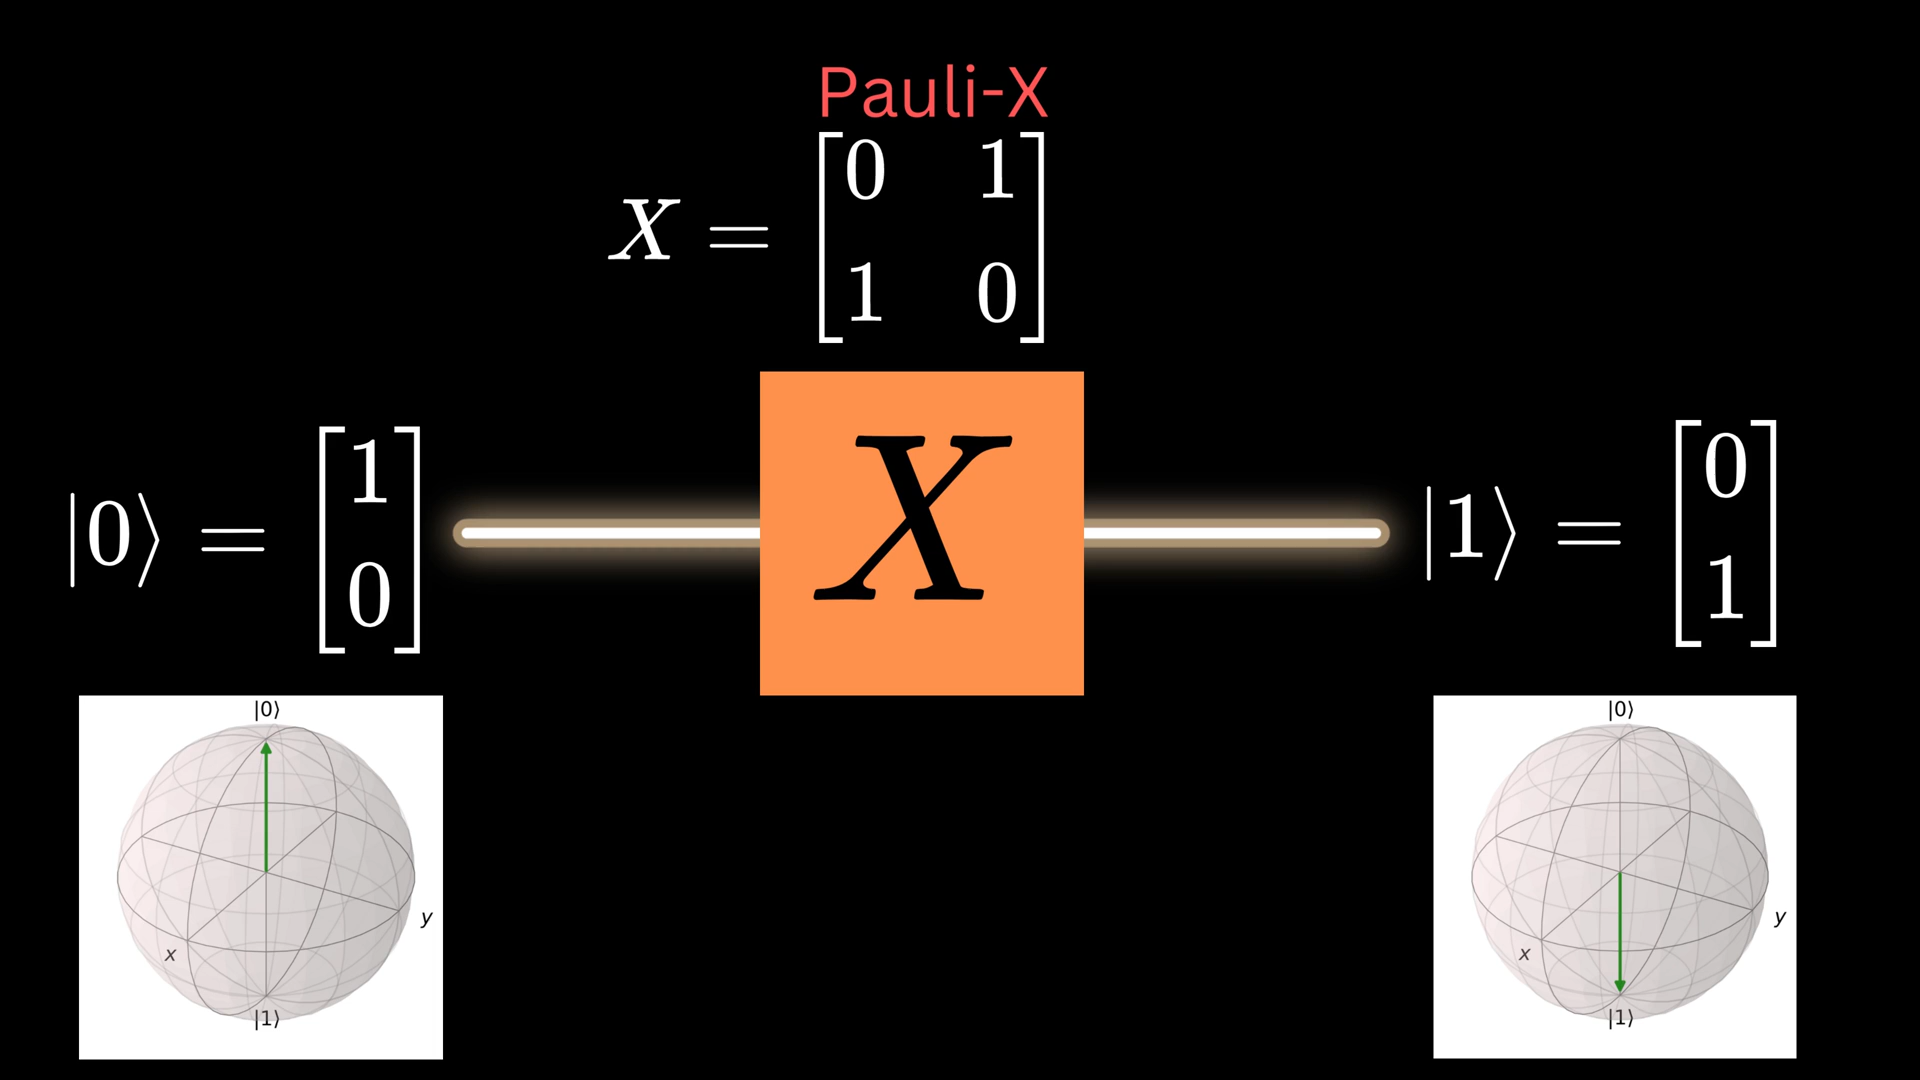 Pauli-X
X = [0 1
1 0]
|0⟩ = [1
0]
X
|1⟩ = [0
1]
|0⟩
x
y
|1⟩
|0⟩
x
y
|1⟩